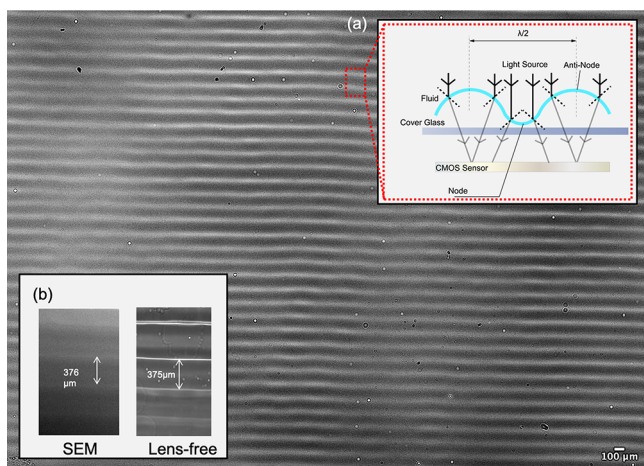 (a)
λ/2
Light Source
Anti-Node
Fluid
Cover Glass
CMOS Sensor
Node
(b)
376
μm
375μm
SEM
Lens-free
100 μm